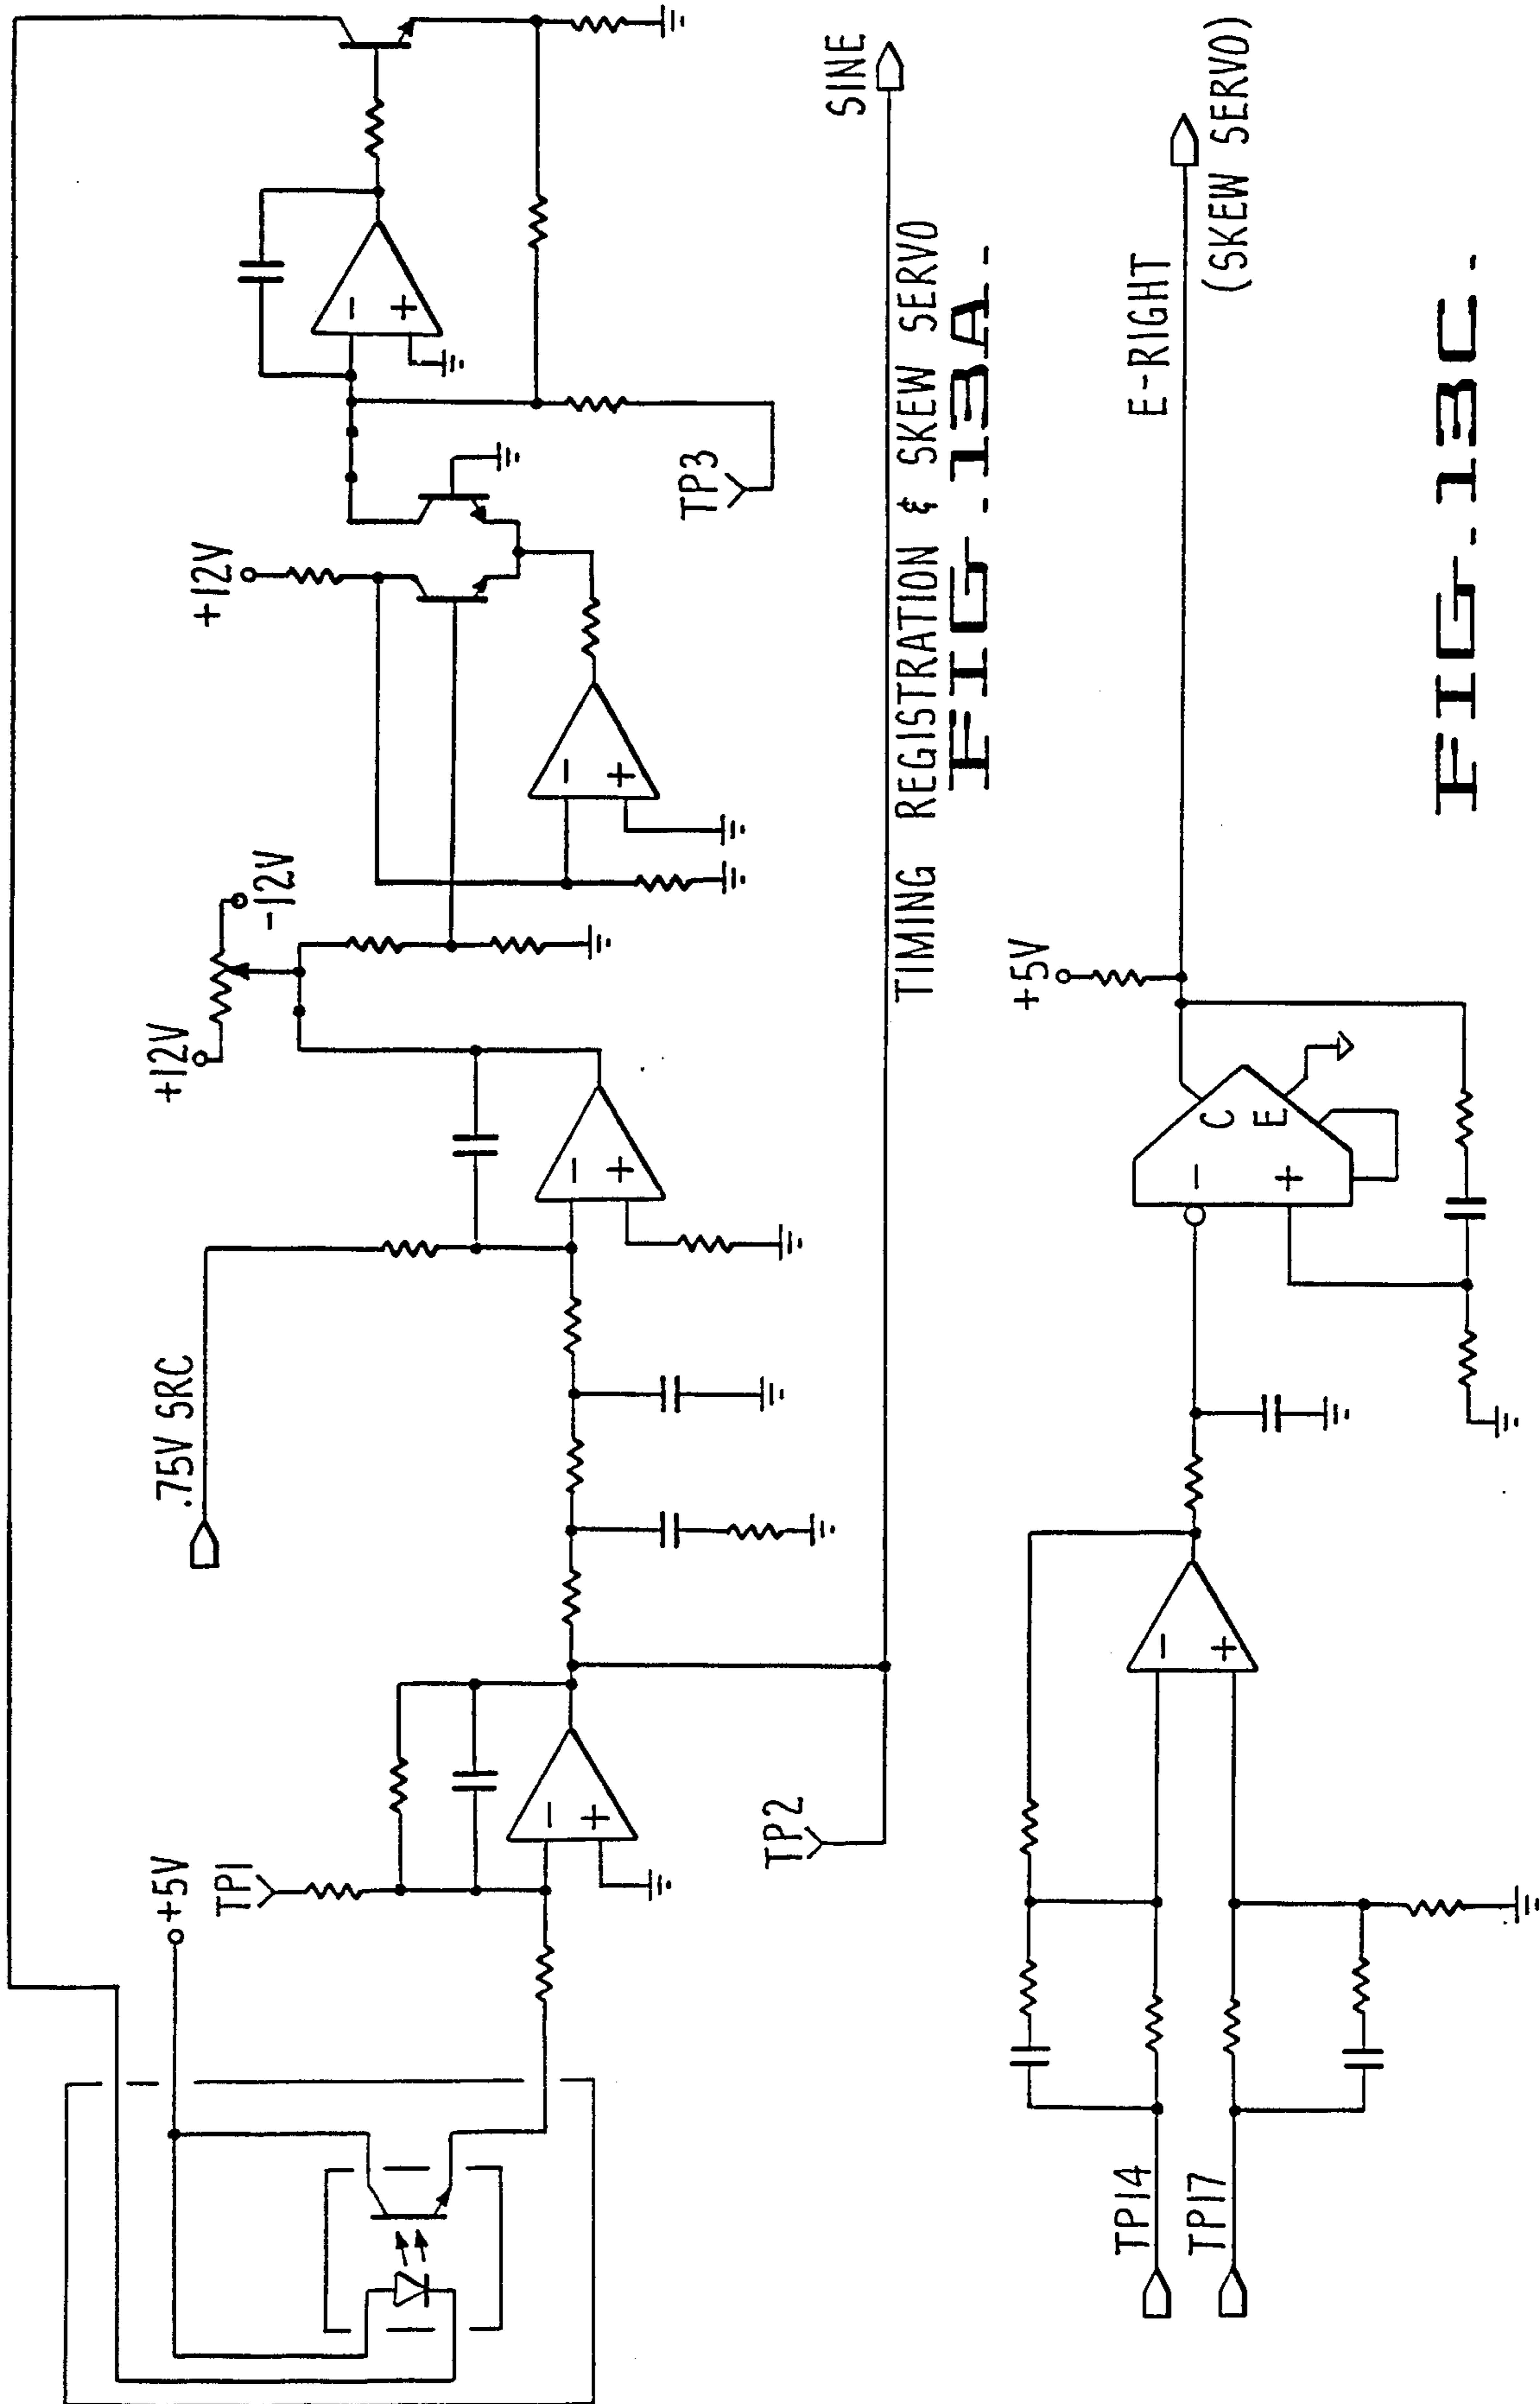 +5V
TP1
-
+
TP2
.75V SRC
-
+
+12V
-12V
+12V
-
+
TP3
-
+
SINE
TIMING REGISTRATION & SKEW SERVO
FIG. 13A.
TP14
TP17
-
+
-
+
C
E
+5V
E-RIGHT
(SKEW SERVO)
FIG. 13C.